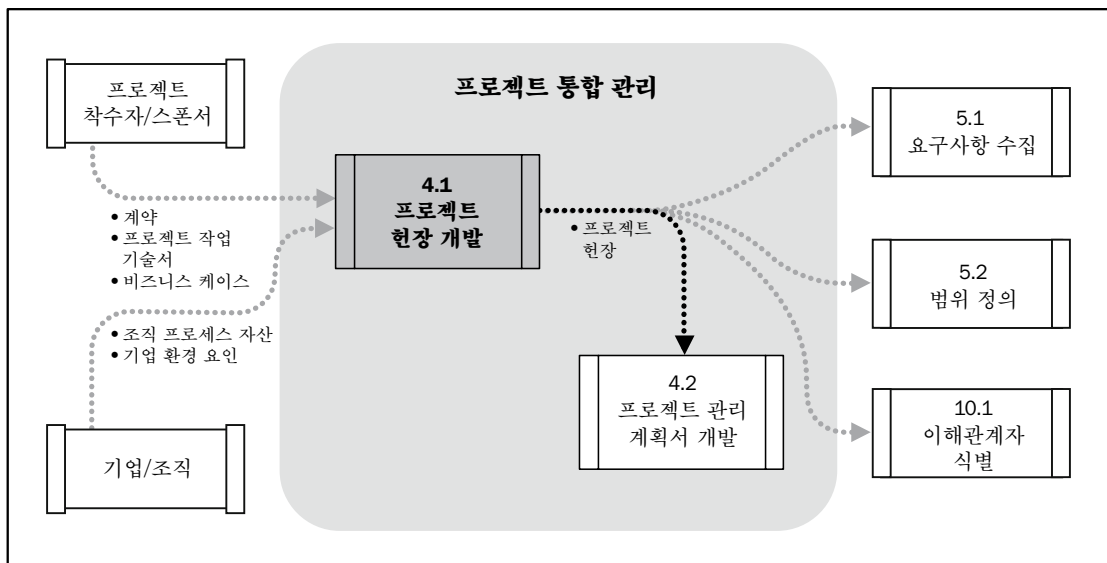 프로젝트 통합 관리
프로젝트
착수자/스폰서
• 계약
• 프로젝트 작업
기술서
• 비즈니스 케이스
• 조직 프로세스 자산
• 기업 환경 요인
기업/조직
4.1
프로젝트
헌장 개발
• 프로젝트
헌장
4.2
프로젝트 관리
계획서 개발
5.1
요구사항 수집
5.2
범위 정의
10.1
이해관계자
식별